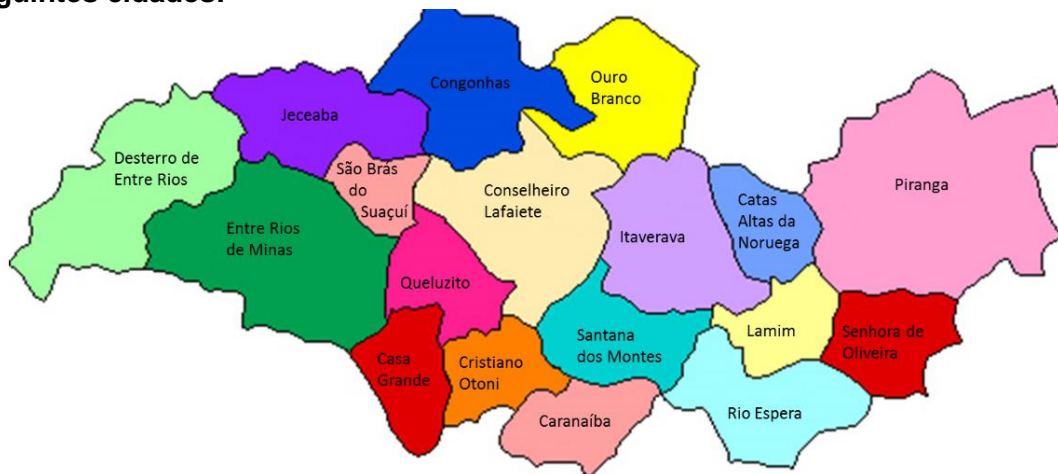 guintes cidades:
Congonhas
Ouro
Branco
Jeceaba
Desterro de
Entre Rios
São Brás
do
Suaçuí
Conselheiro
Lafaiete
Catas
Altas da
Noruega
Piranga
Entre Rios
de Minas
Itaverava
Queluzito
Lamim
Senhora de
Oliveira
Santana
dos Montes
Casa
Grande
Cristiano
Otoni
Caranaíba
Rio Espera